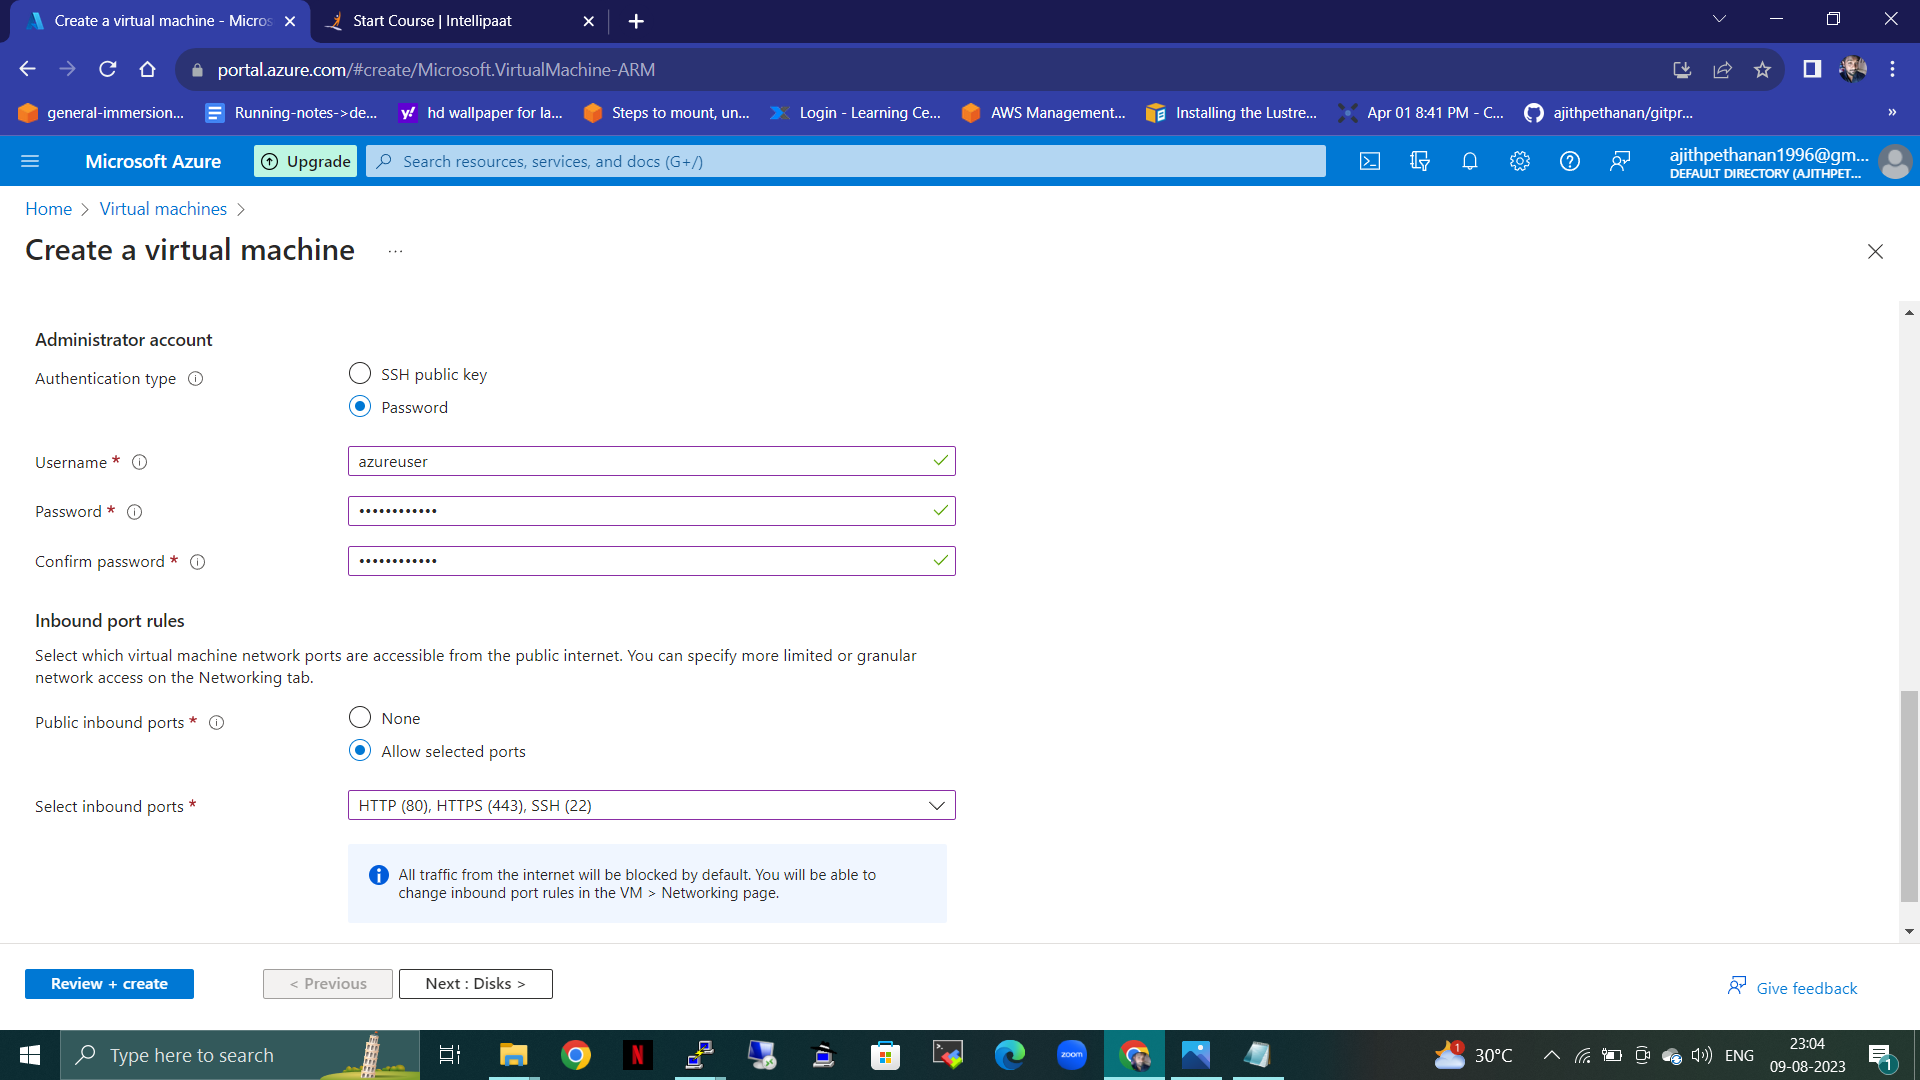 Create a virtual machine - Micros
Start Course | Intellipaat
portal.azure.com/#create/Microsoft.VirtualMachine-ARM
general-immersion...
Running-notes->de...
hd wallpaper for la...
Steps to mount, un...
Login - Learning Ce...
AWS Management...
Installing the Lustre...
Apr 01 8:41 PM - C...
ajithpethanan/gitpr...
»
Microsoft Azure
Upgrade
Search resources, services, and docs (G+/)
ajithpethanan1996@gm...
DEFAULT DIRECTORY (AJITHPET...
Home > Virtual machines >
Create a virtual machine ...
Administrator account
Authentication type
SSH public key
Password
Username *
azureuser
Password *
••••••••••••
Confirm password *
••••••••••••
Inbound port rules
Select which virtual machine network ports are accessible from the public internet. You can specify more limited or granular
network access on the Networking tab.
Public inbound ports *
None
Allow selected ports
Select inbound ports *
HTTP (80), HTTPS (443), SSH (22)
All traffic from the internet will be blocked by default. You will be able to
change inbound port rules in the VM > Networking page.
Review + create
< Previous
Next : Disks >
Give feedback
Type here to search
N
zoom
1
30°C
ENG
23:04
09-08-2023
1